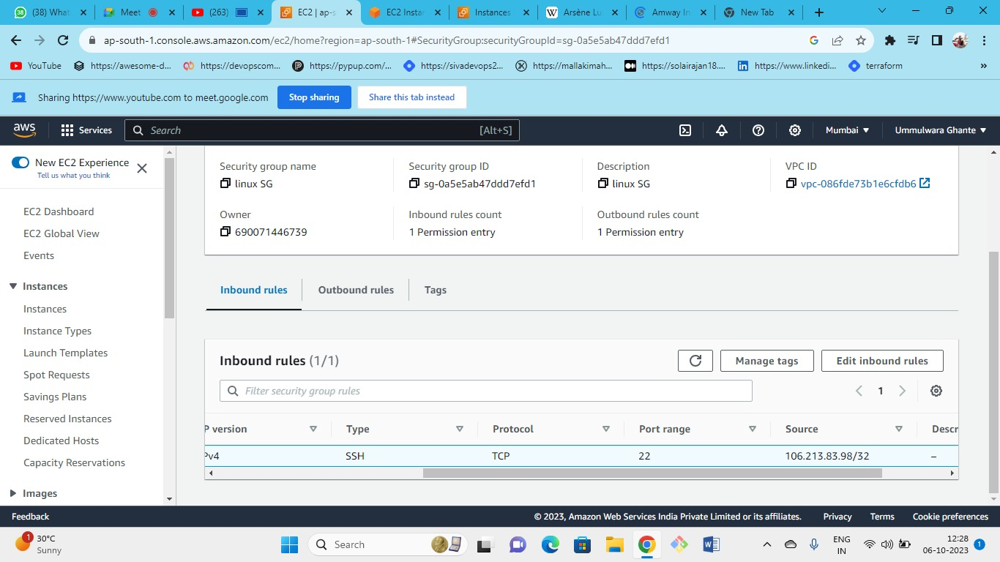 (38) What
Meet
(263)
EC2 | ap-s
EC2 Instar
Instances
Arsène Lu
Amway In
New Tab
ap-south-1.console.aws.amazon.com/ec2/home?region=ap-south-1#SecurityGroup:securityGroupId=sg-0a5e5ab47ddd7efd1
YouTube
https://awesome-d...
https://devopscom...
https://pypup.com/...
https://sivadevops2...
https://mallakimah...
https://solairajan18....
https://www.linkedi...
terraform
Sharing https://www.youtube.com to meet.google.com
Stop sharing
Share this tab instead
aws
Services
Search
[Alt+S]
Mumbai
Ummulwara Ghante
New EC2 Experience
Tell us what you think
EC2 Dashboard
EC2 Global View
Events
Instances
Instances
Instance Types
Launch Templates
Spot Requests
Savings Plans
Reserved Instances
Dedicated Hosts
Capacity Reservations
Images
Security group name
linux SG
Security group ID
sg-0a5e5ab47ddd7efd1
Description
linux SG
VPC ID
vpc-086fde73b1e6cfdb6
Owner
690071446739
Inbound rules count
1 Permission entry
Outbound rules count
1 Permission entry
Inbound rules
Outbound rules
Tags
Inbound rules (1/1)
Manage tags
Edit inbound rules
Filter security group rules
1
P version
Type
Protocol
Port range
Source
Descr
Pv4
SSH
TCP
22
106.213.83.98/32
–
Feedback
© 2023, Amazon Web Services India Private Limited or its affiliates.
Privacy
Terms
Cookie preferences
1
30°C
Sunny
Search
ENG
IN
12:28
06-10-2023
1